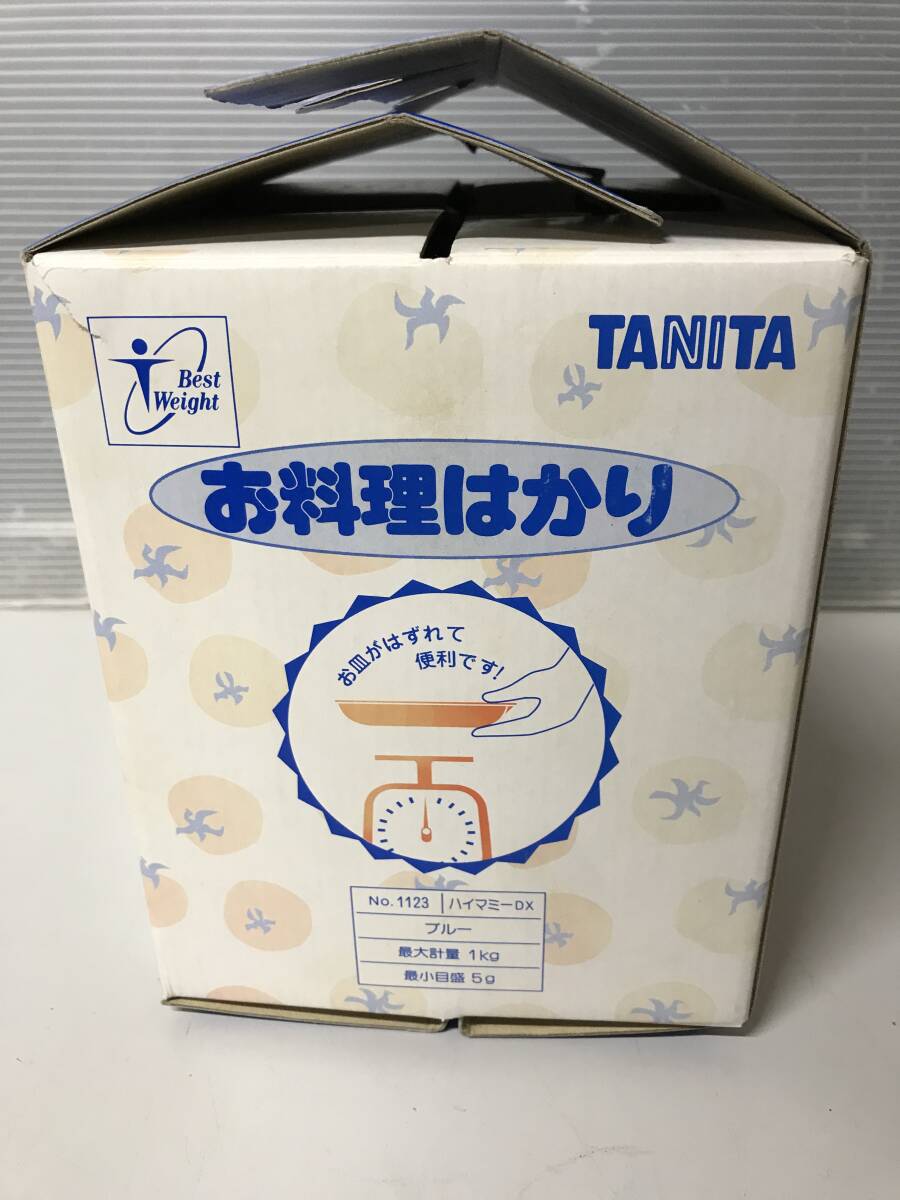 Best
Weight
TANITA
お料理はかり
お皿がはずれて
便利です!
No.1123 ハイマミーDX
ブルー
最大計量 1kg
最小目盛 5g